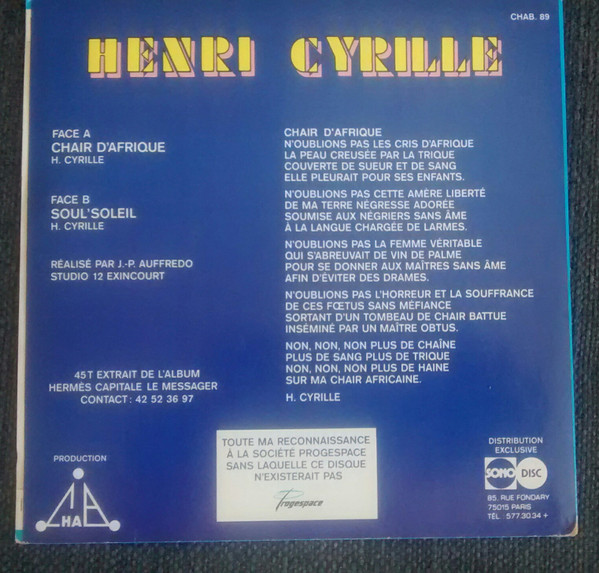 CHAB. 89
HENRI CYRILLE
FACE A
CHAIR D'AFRIQUE
H. CYRILLE
FACE B
SOUL'SOLEIL
H. CYRILLE
RÉALISÉ PAR J.-P. AUFFREDO
STUDIO 12 EXINCOURT
45 T EXTRAIT DE L'ALBUM
HERMÈS CAPITALE LE MESSAGER
CONTACT : 42 52 36 97
CHAIR D'AFRIQUE
N'OUBLIONS PAS LES CRIS D'AFRIQUE
LA PEAU CREUSÉE PAR LA TRIQUE
COUVERTE DE SUEUR ET DE SANG
ELLE PLEURAIT POUR SES ENFANTS.
N'OUBLIONS PAS CETTE AMÈRE LIBERTÉ
DE MA TERRE NÉGRESSE ADORÉE
SOUMISE AUX NÉGRIERS SANS ÂME
À LA LANGUE CHARGÉE DE LARMES.
N'OUBLIONS PAS LA FEMME VÉRITABLE
QUI S'ABREUVAIT DE VIN DE PALME
POUR SE DONNER AUX MAÎTRES SANS ÂME
AFIN D'ÉVITER DES DRAMES.
N'OUBLIONS PAS L'HORREUR ET LA SOUFFRANCE
DE CES FŒTUS SANS MÉFIANCE
SORTANT D'UN TOMBEAU DE CHAIR BATTUE
INSÉMINÉ PAR UN MAÎTRE OBTUS.
NON, NON, NON PLUS DE CHAÎNE
PLUS DE SANG PLUS DE TRIQUE
NON, NON, NON PLUS DE HAINE
SUR MA CHAIR AFRICAINE.
H. CYRILLE
PRODUCTION
CHAB
TOUTE MA RECONNAISSANCE
À LA SOCIÉTÉ PROGESPACE
SANS LAQUELLE CE DISQUE
N'EXISTERAIT PAS
Progespace
DISTRIBUTION
EXCLUSIVE
SONO DISC
85, RUE FONDARY
75015 PARIS
TÉL. : 577.30.34 +